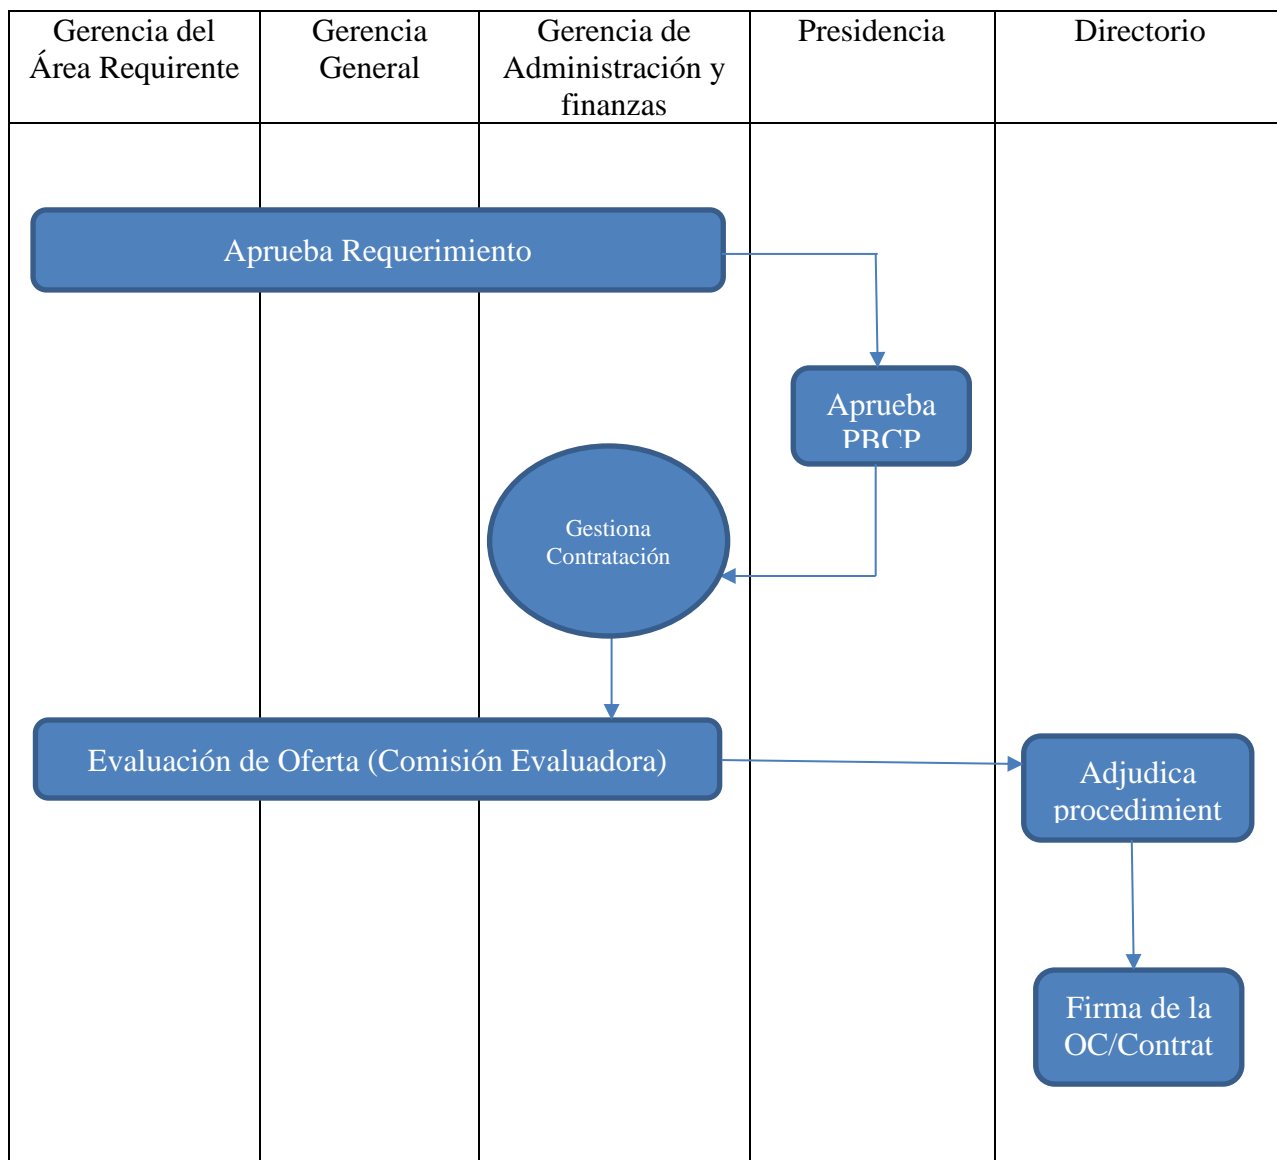 Gerencia del
Área Requirente
Gerencia
General
Gerencia de
Administración y
finanzas
Presidencia
Directorio
Aprueba Requerimiento
Aprueba
PBCP
Gestiona
Contratación
Evaluación de Oferta (Comisión Evaluadora)
Adjudica
procedimient
Firma de la
OC/Contrat